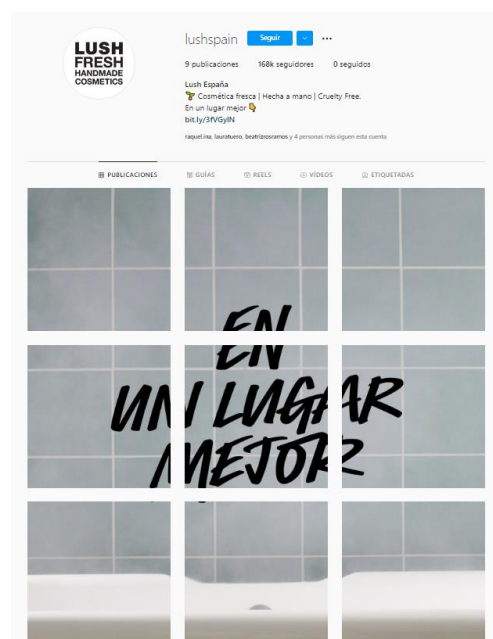 LUSH
FRESH
HANDMADE
COSMETICS
lushspain Seguir
9 publicaciones 168k seguidores 0 seguidos
Lush España
Cosmética fresca | Hecha a mano | Cruelty Free.
En un lugar mejor
bit.ly/3fVGyIN
raquel.ina, lauratuero, beatrizrosramos y 4 personas más siguen esta cuenta
PUBLICACIONES GUÍAS REELS VÍDEOS ETIQUETADAS
EN
UN LUGAR
MEJOR